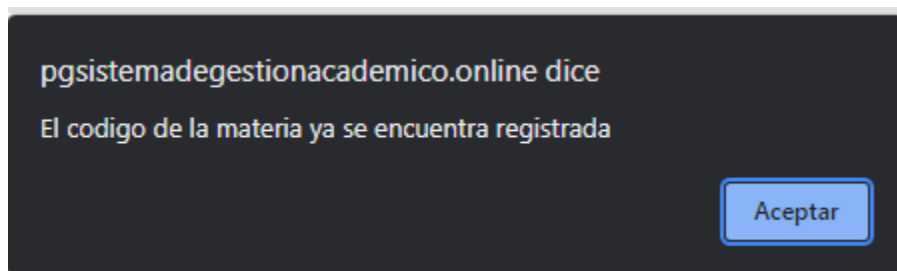 pgsistemadegestionacademico.online dice
El codigo de la materia ya se encuentra registrada
Aceptar